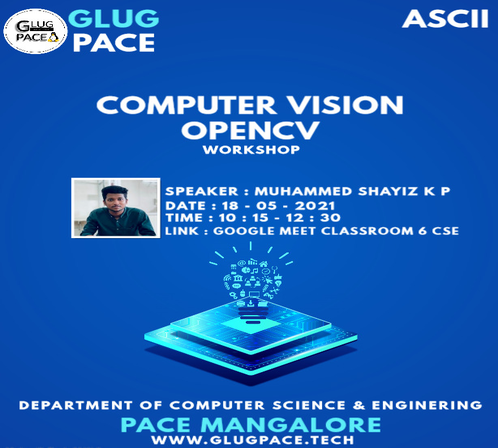 GLUG
PACE
GLUG
PACE
ASCII
COMPUTER VISION
OPENCV
WORKSHOP
SPEAKER : MUHAMMED SHAYIZ K P
DATE : 18 - 05 - 2021
TIME : 10 : 15 - 12 : 30
LINK : GOOGLE MEET CLASSROOM 6 CSE
DEPARTMENT OF COMPUTER SCIENCE & ENGINERING
PACE MANGALORE
WWW.GLUGPACE.TECH